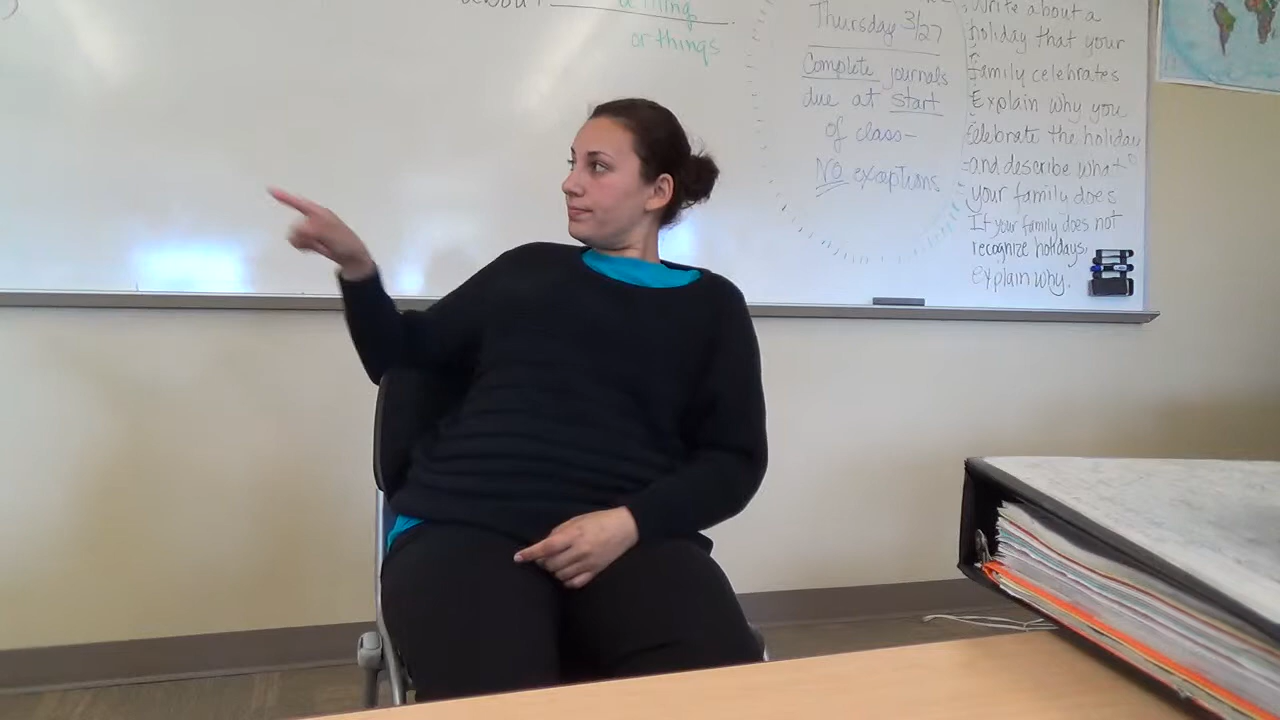 about
a thing
or things
Thursday 3/27
Complete journals
due at start
of class-
NO exceptions
Write about a
holiday that your
family celebrates
Explain why you
celebrate the holiday
and describe what
your family does
If your family does not
recognize holidays,
explain why.